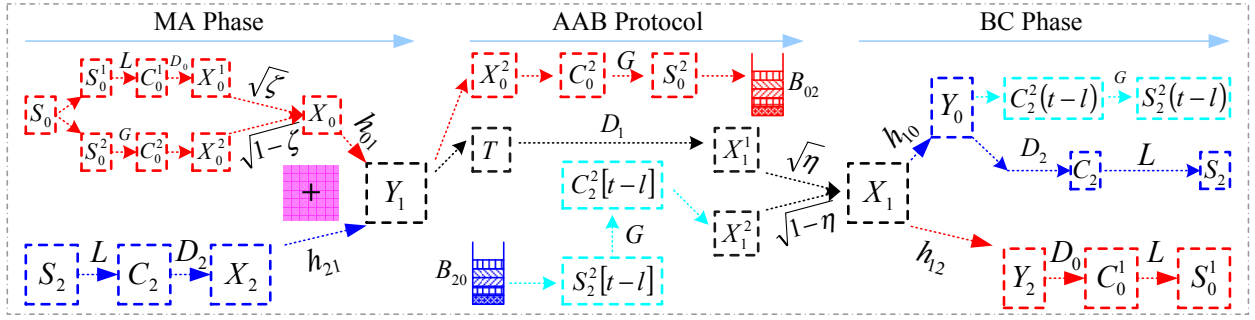 MA Phase
AAB Protocol
BC Phase
S_0
S_0^1 L C_0^1 D_0 X_0^1
S_0^2 G C_0^2 X_0^2
√ζ
√1−ζ
X_0
h_01
+
Y_1
S_2 L C_2 D_2 X_2
h_21
X_0^2 C_0^2 G S_0^2
B_02
T D_1 X_1^1
C_2^2[t−l]
G
B_20
S_2^2[t−l]
X_1^2
√η
√1−η
X_1
h_10
Y_0
C_2^2(t−l) G S_2^2(t−l)
D_2 C_2 L S_2
h_12
Y_2 D_0 C_0^1 L S_0^1